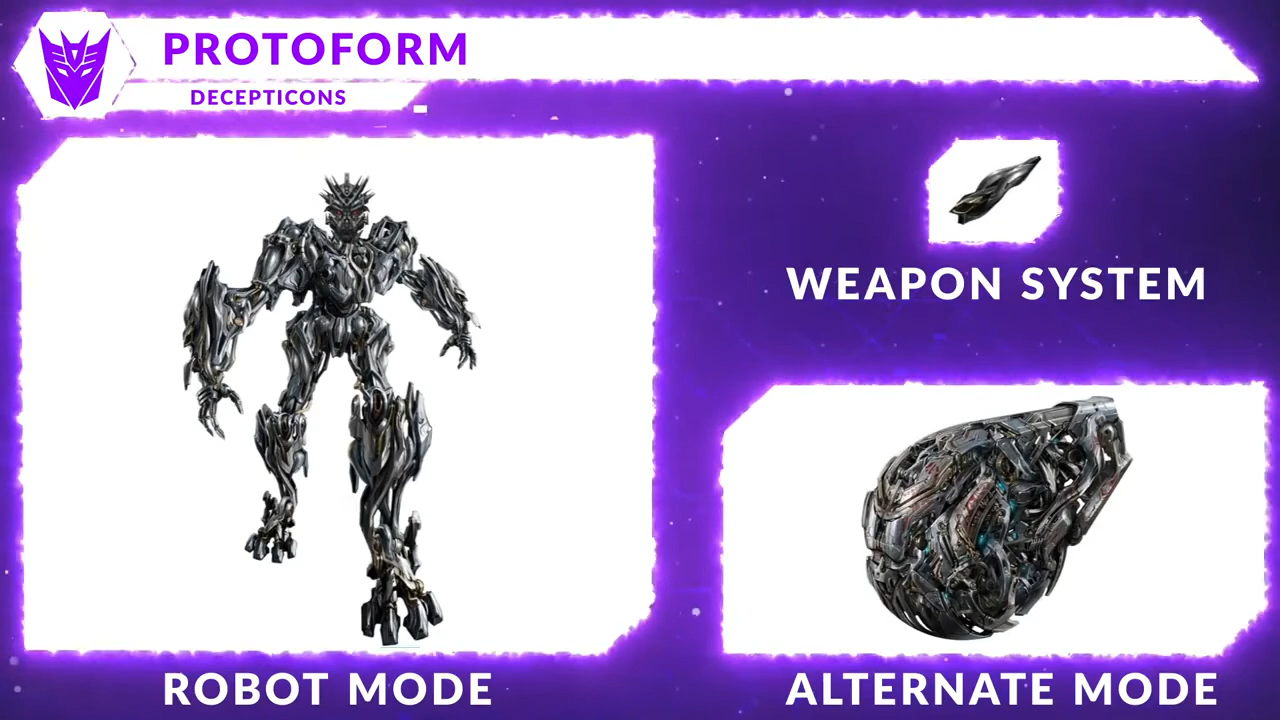 PROTOFORM
DECEPTICONS
WEAPON SYSTEM
ROBOT MODE
ALTERNATE MODE